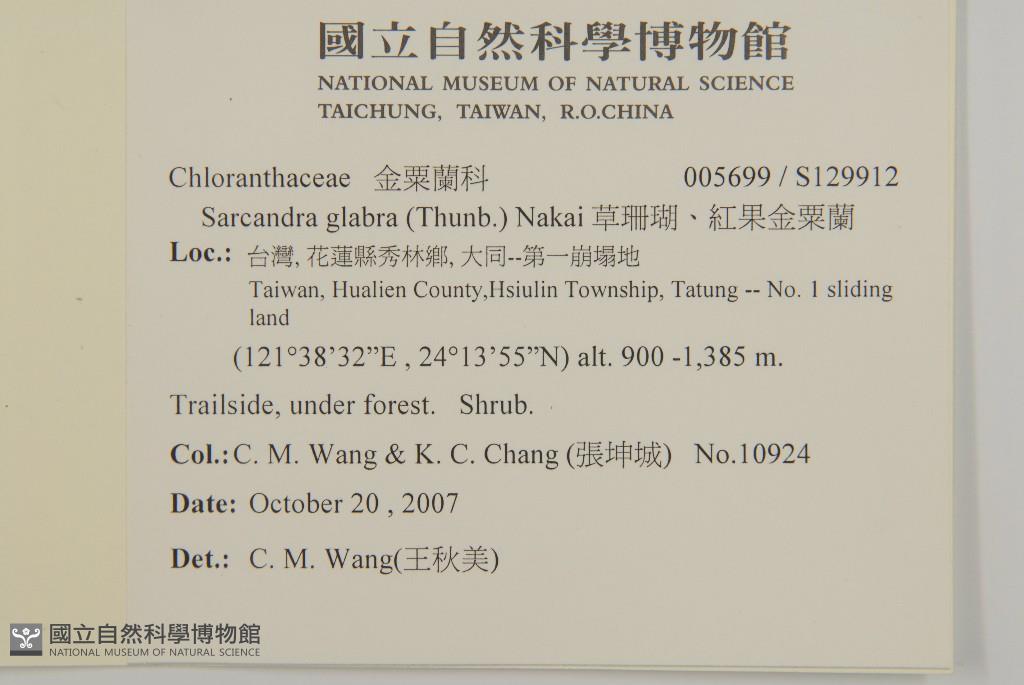 國立自然科學博物館
NATIONAL MUSEUM OF NATURAL SCIENCE
TAICHUNG, TAIWAN, R.O.CHINA
Chloranthaceae 金粟蘭科 005699 / S129912
Sarcandra glabra (Thunb.) Nakai 草珊瑚、紅果金粟蘭
Loc.: 台灣, 花蓮縣秀林鄉, 大同--第一崩塌地
Taiwan, Hualien County,Hsiulin Township, Tatung -- No. 1 sliding
land
(121°38’32”E , 24°13’55”N) alt. 900 -1,385 m.
Trailside, under forest. Shrub.
Col.: C. M. Wang & K. C. Chang (張坤城) No.10924
Date: October 20 , 2007
Det.: C. M. Wang(王秋美)
國立自然科學博物館
NATIONAL MUSEUM OF NATURAL SCIENCE